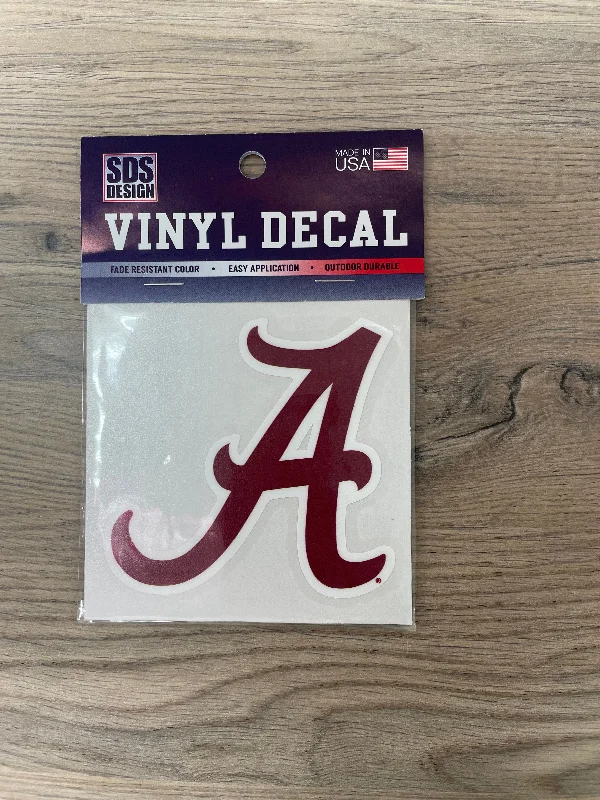 SDS
DESIGN
MADE IN
USA
VINYL DECAL
FADE RESISTANT COLOR • EASY APPLICATION • OUTDOOR DURABLE
A
®